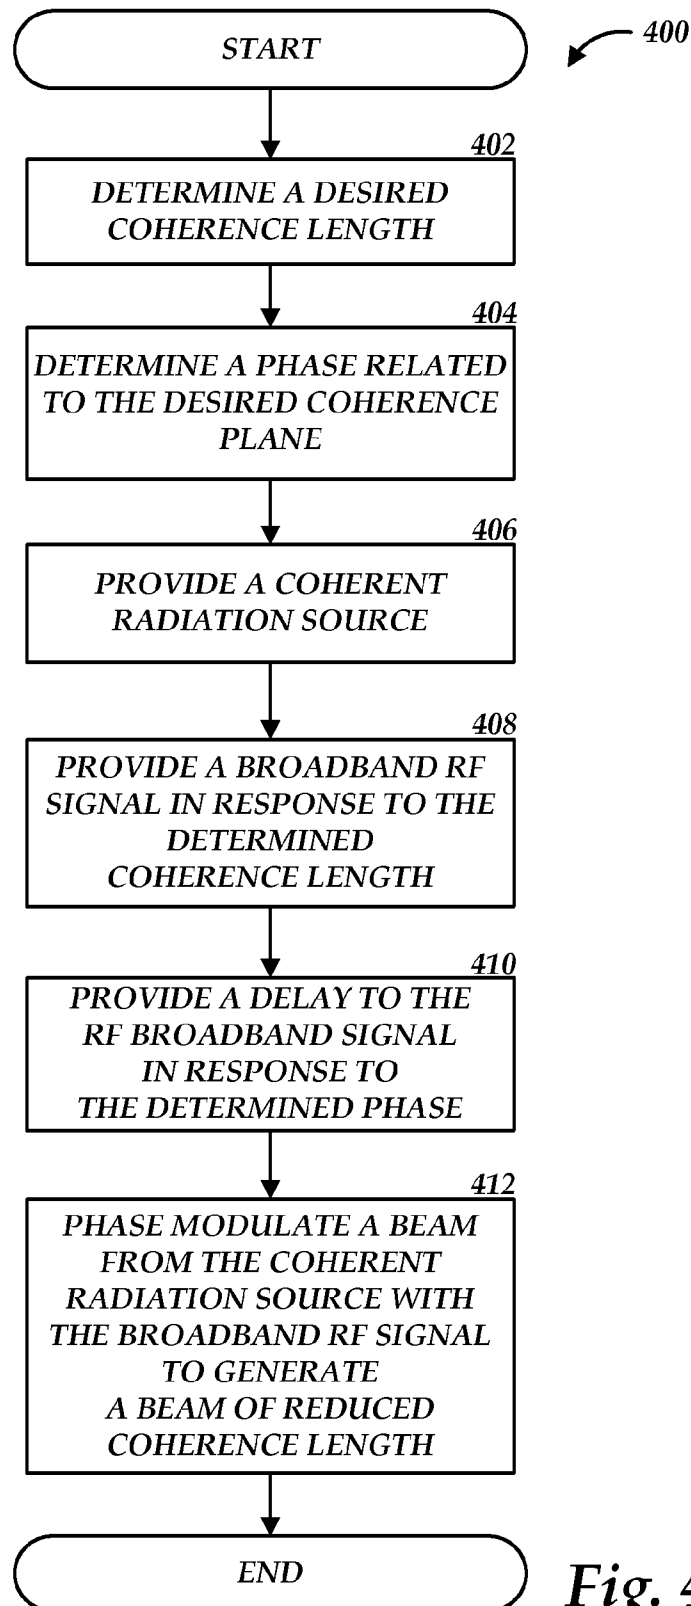 START
400
402
DETERMINE A DESIRED
COHERENCE LENGTH
404
DETERMINE A PHASE RELATED
TO THE DESIRED COHERENCE
PLANE
406
PROVIDE A COHERENT
RADIATION SOURCE
408
PROVIDE A BROADBAND RF
SIGNAL IN RESPONSE TO THE
DETERMINED
COHERENCE LENGTH
410
PROVIDE A DELAY TO THE
RF BROADBAND SIGNAL
IN RESPONSE TO
THE DETERMINED PHASE
412
PHASE MODULATE A BEAM
FROM THE COHERENT
RADIATION SOURCE WITH
THE BROADBAND RF SIGNAL
TO GENERATE
A BEAM OF REDUCED
COHERENCE LENGTH
END
Fig. 4